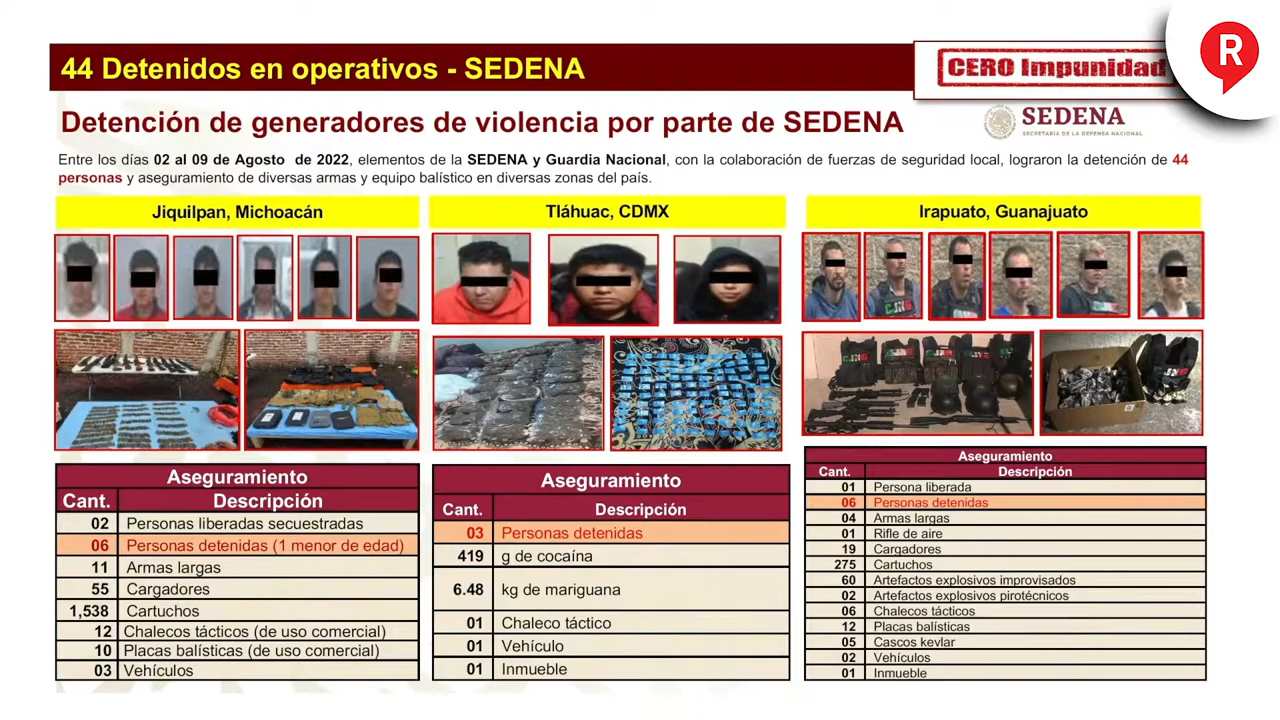 44 Detenidos en operativos - SEDENA
CERO Impunidad
R
Detención de generadores de violencia por parte de SEDENA
SEDENA
SECRETARÍA DE LA DEFENSA NACIONAL
Entre los días 02 al 09 de Agosto de 2022, elementos de la SEDENA y Guardia Nacional, con la colaboración de fuerzas de seguridad local, lograron la detención de 44
personas y aseguramiento de diversas armas y equipo balístico en diversas zonas del país.
Jiquilpan, Michoacán
Aseguramiento
Cant. Descripción
02 Personas liberadas secuestradas
06 Personas detenidas (1 menor de edad)
11 Armas largas
55 Cargadores
1,538 Cartuchos
12 Chalecos tácticos (de uso comercial)
10 Placas balísticas (de uso comercial)
03 Vehículos
Tláhuac, CDMX
Aseguramiento
Cant. Descripción
03 Personas detenidas
419 g de cocaína
6.48 kg de mariguana
01 Chaleco táctico
01 Vehículo
01 Inmueble
Irapuato, Guanajuato
CJNG
CJNG
CJNG
CJNG
Aseguramiento
Cant. Descripción
01 Persona liberada
06 Personas detenidas
04 Armas largas
01 Rifle de aire
19 Cargadores
275 Cartuchos
60 Artefactos explosivos improvisados
02 Artefactos explosivos pirotécnicos
06 Chalecos tácticos
12 Placas balísticas
05 Cascos kevlar
02 Vehículos
01 Inmueble